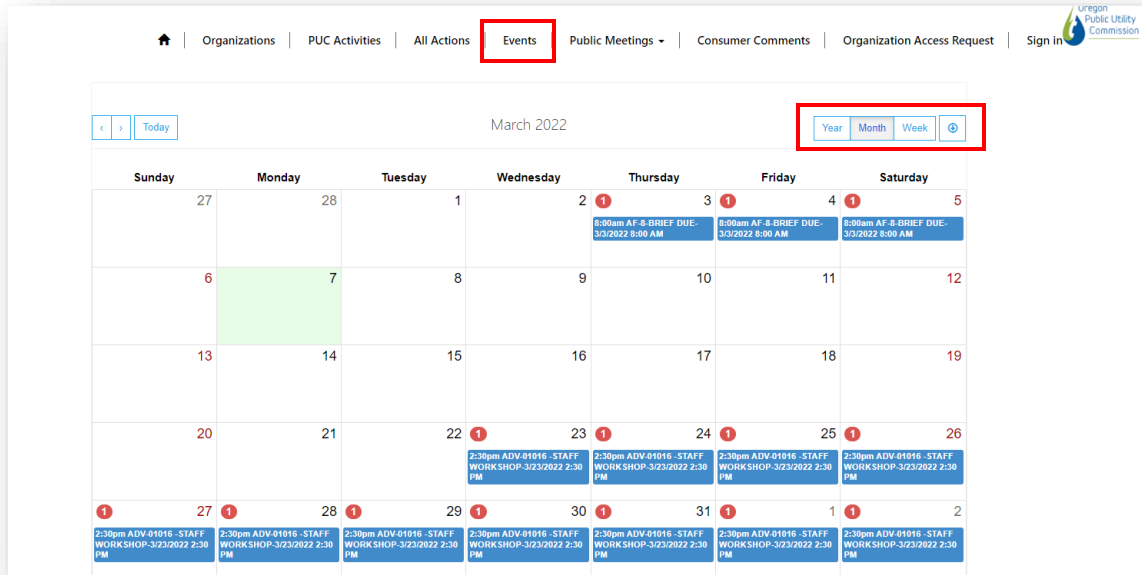 Oregon
Public Utility
Commission
Organizations PUC Activities All Actions Events Public Meetings Consumer Comments Organization Access Request Sign in
‹ › Today March 2022 Year Month Week
Sunday Monday Tuesday Wednesday Thursday Friday Saturday
27 28 1 2 1 3 1 4 1 5
8:00am AF-8-BRIEF DUE- 8:00am AF-8-BRIEF DUE- 8:00am AF-8-BRIEF DUE-
3/3/2022 8:00 AM 3/3/2022 8:00 AM 3/3/2022 8:00 AM
6 7 8 9 10 11 12
13 14 15 16 17 18 19
20 21 22 1 23 1 24 1 25 1 26
2:30pm ADV-01016 -STAFF 2:30pm ADV-01016 -STAFF 2:30pm ADV-01016 -STAFF 2:30pm ADV-01016 -STAFF
WORKSHOP-3/23/2022 2:30 WORKSHOP-3/23/2022 2:30 WORKSHOP-3/23/2022 2:30 WORKSHOP-3/23/2022 2:30
PM PM PM PM
1 27 1 28 1 29 1 30 1 31 1 1 1 2
2:30pm ADV-01016 -STAFF 2:30pm ADV-01016 -STAFF 2:30pm ADV-01016 -STAFF 2:30pm ADV-01016 -STAFF 2:30pm ADV-01016 -STAFF 2:30pm ADV-01016 -STAFF 2:30pm ADV-01016 -STAFF
WORKSHOP-3/23/2022 2:30 WORKSHOP-3/23/2022 2:30 WORKSHOP-3/23/2022 2:30 WORKSHOP-3/23/2022 2:30 WORKSHOP-3/23/2022 2:30 WORKSHOP-3/23/2022 2:30 WORKSHOP-3/23/2022 2:30
PM PM PM PM PM PM PM